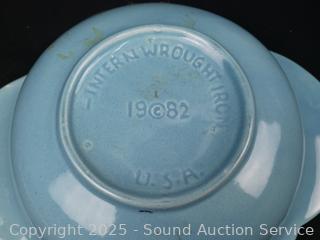 -INTERN. WROUGHT IRON-
19©82
U.S.A.
Copyright 2025 - Sound Auction Service